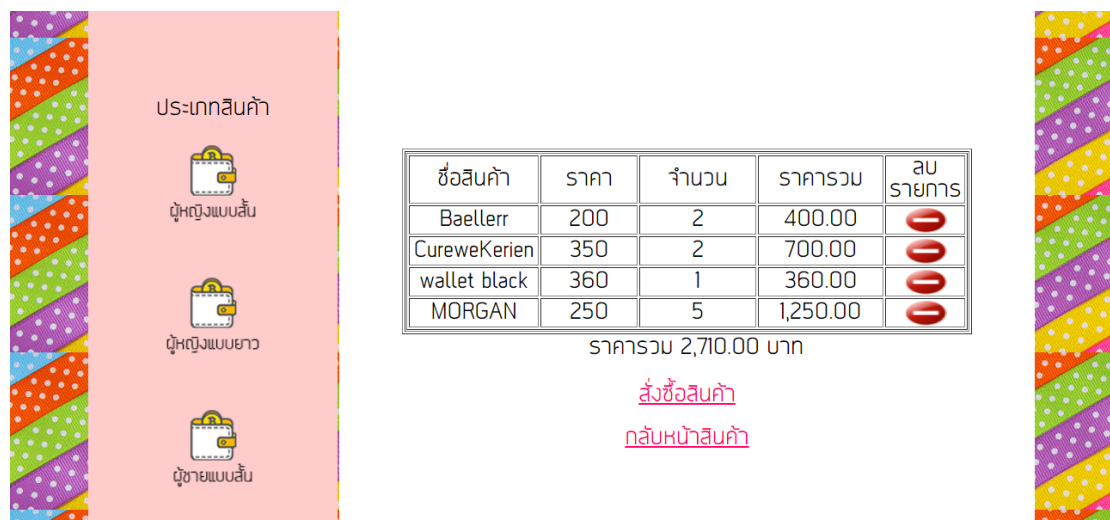 ประเภทสินค้า
ผู้หญิงแบบสั้น
ผู้หญิงแบบยาว
ผู้ชายแบบสั้น
ชื่อสินค้า ราคา จำนวน ราคารวม ลบ
รายการ
Baellerr 200 2 400.00
CureweKerien 350 2 700.00
wallet black 360 1 360.00
MORGAN 250 5 1,250.00
ราคารวม 2,710.00 บาท
สั่งซื้อสินค้า
กลับหน้าสินค้า